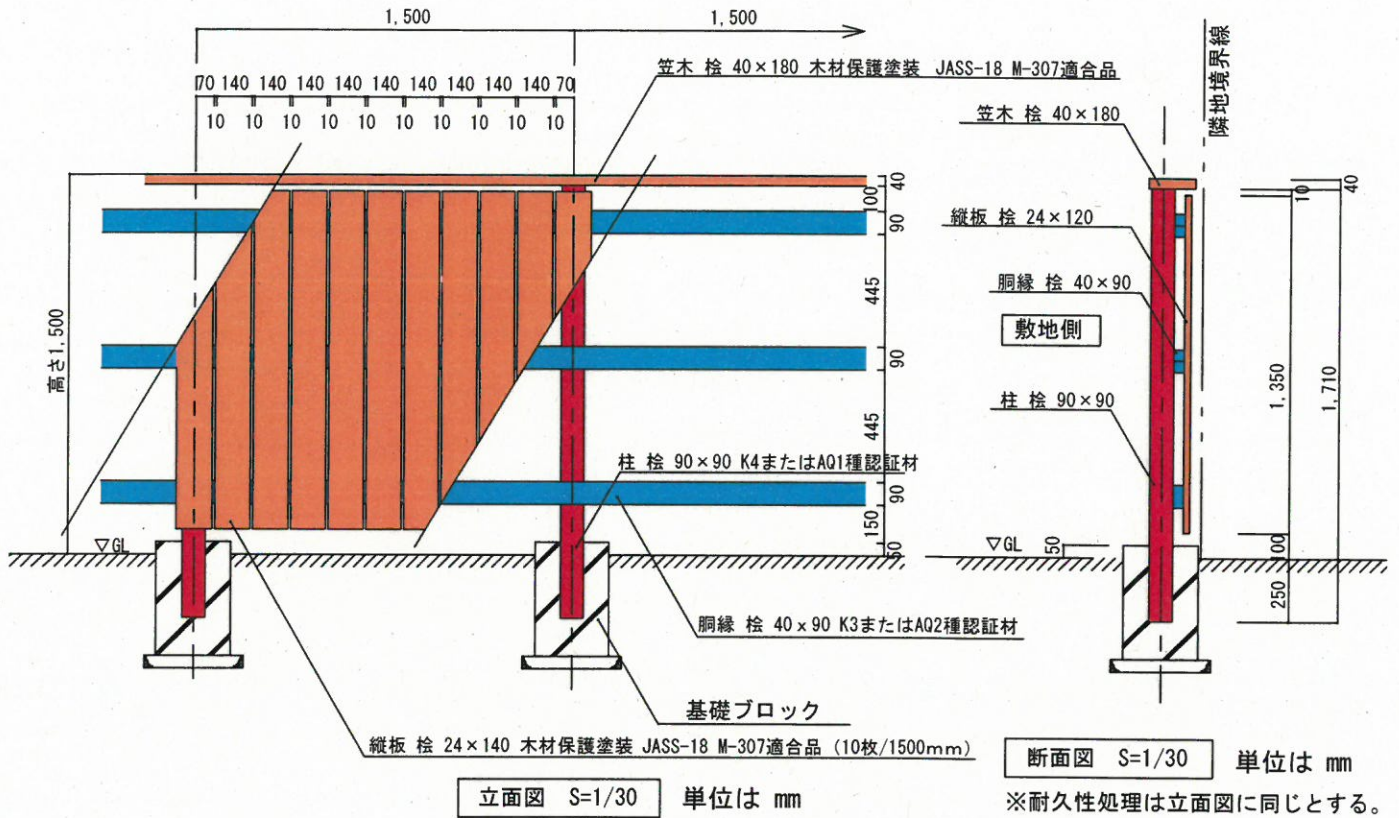 1,500
1,500
70 140 140 140 140 140 140 140 140 140 70
10 10 10 10 10 10 10 10 10 10
笠木 桧 40×180 木材保護塗装 JASS-18 M-307適合品
高さ1,500
40
100
90
445
90
445
90
150
50
柱 桧 90×90 K4またはAQ1種認証材
▽GL
胴縁 桧 40×90 K3またはAQ2種認証材
基礎ブロック
縦板 桧 24×140 木材保護塗装 JASS-18 M-307適合品 (10枚/1500mm)
立面図 S=1/30
単位は mm
隣地境界線
笠木 桧 40×180
縦板 桧 24×120
胴縁 桧 40×90
敷地側
柱 桧 90×90
▽GL
50
10
40
1,350
1,710
100
250
断面図 S=1/30
単位は mm
※耐久性処理は立面図に同じとする。